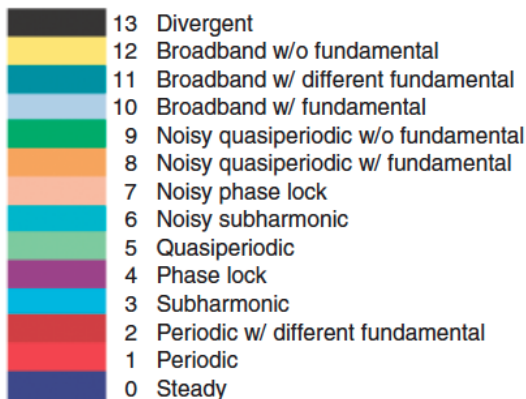 13 Divergent
12 Broadband w/o fundamental
11 Broadband w/ different fundamental
10 Broadband w/ fundamental
9 Noisy quasiperiodic w/o fundamental
8 Noisy quasiperiodic w/ fundamental
7 Noisy phase lock
6 Noisy subharmonic
5 Quasiperiodic
4 Phase lock
3 Subharmonic
2 Periodic w/ different fundamental
1 Periodic
0 Steady